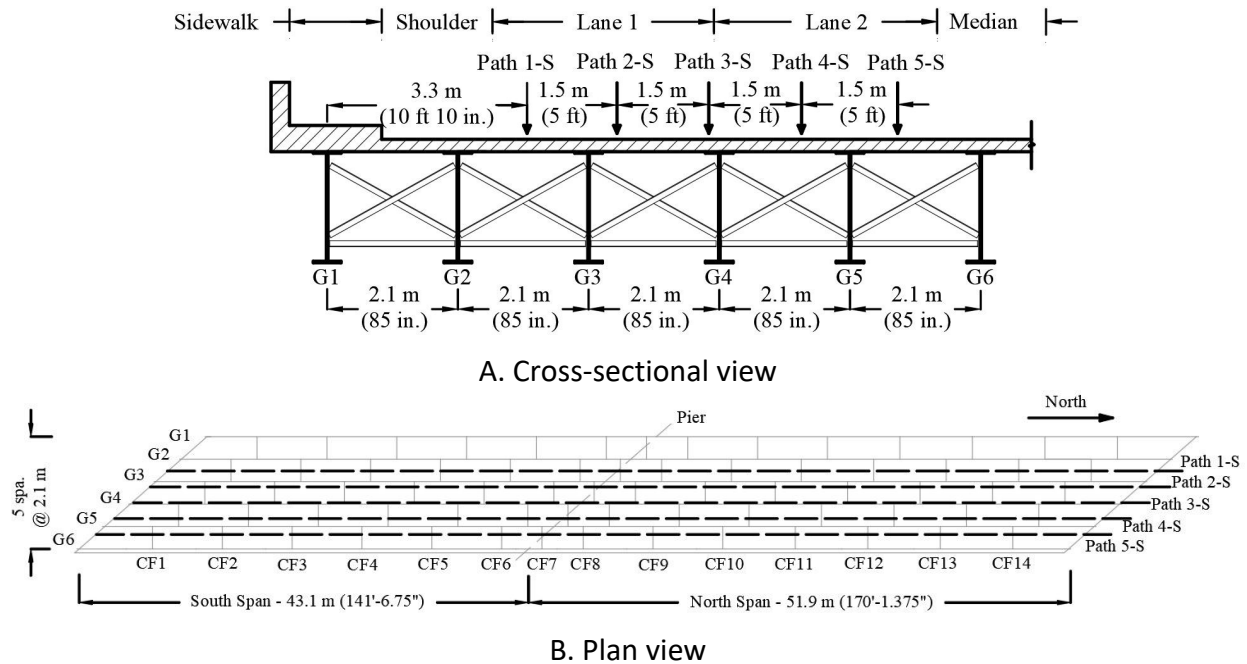 Sidewalk Shoulder Lane 1 Lane 2 Median
Path 1-S Path 2-S Path 3-S Path 4-S Path 5-S
3.3 m 1.5 m 1.5 m 1.5 m 1.5 m
(10 ft 10 in.) (5 ft) (5 ft) (5 ft) (5 ft)
G1 G2 G3 G4 G5 G6
2.1 m 2.1 m 2.1 m 2.1 m 2.1 m
(85 in.) (85 in.) (85 in.) (85 in.) (85 in.)
A. Cross-sectional view
Pier
North
G1
G2
G3
G4
G5
G6
5 spa.
@ 2.1 m
Path 1-S
Path 2-S
Path 3-S
Path 4-S
Path 5-S
CF1 CF2 CF3 CF4 CF5 CF6 CF7 CF8 CF9 CF10 CF11 CF12 CF13 CF14
South Span - 43.1 m (141'-6.75") North Span - 51.9 m (170'-1.375")
B. Plan view